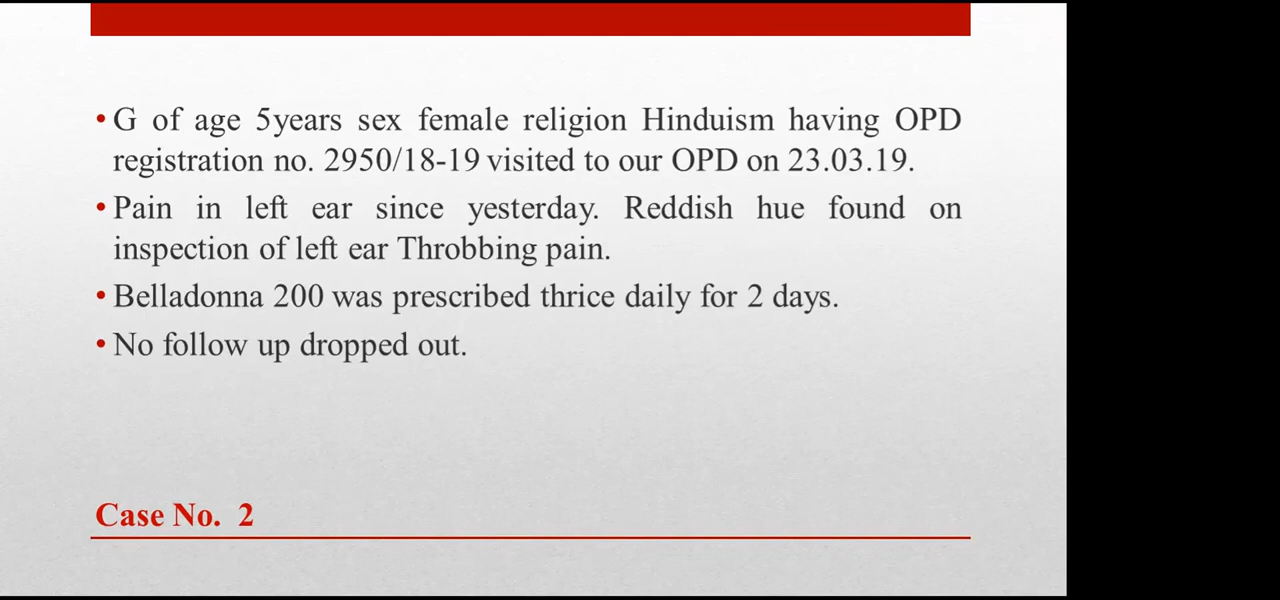 • G of age 5years sex female religion Hinduism having OPD
registration no. 2950/18-19 visited to our OPD on 23.03.19.
• Pain in left ear since yesterday. Reddish hue found on
inspection of left ear Throbbing pain.
• Belladonna 200 was prescribed thrice daily for 2 days.
• No follow up dropped out.
Case No. 2